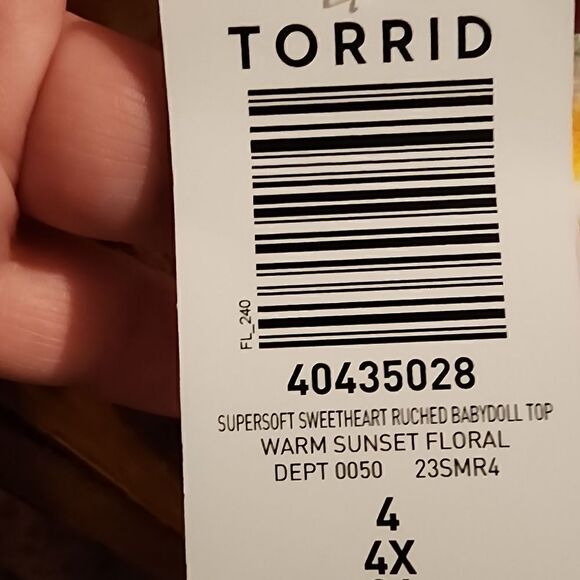 TORRID
FL_240
40435028
SUPERSOFT SWEETHEART RUCHED BABYDOLL TOP
WARM SUNSET FLORAL
DEPT 0050 23SMR4
4
4X